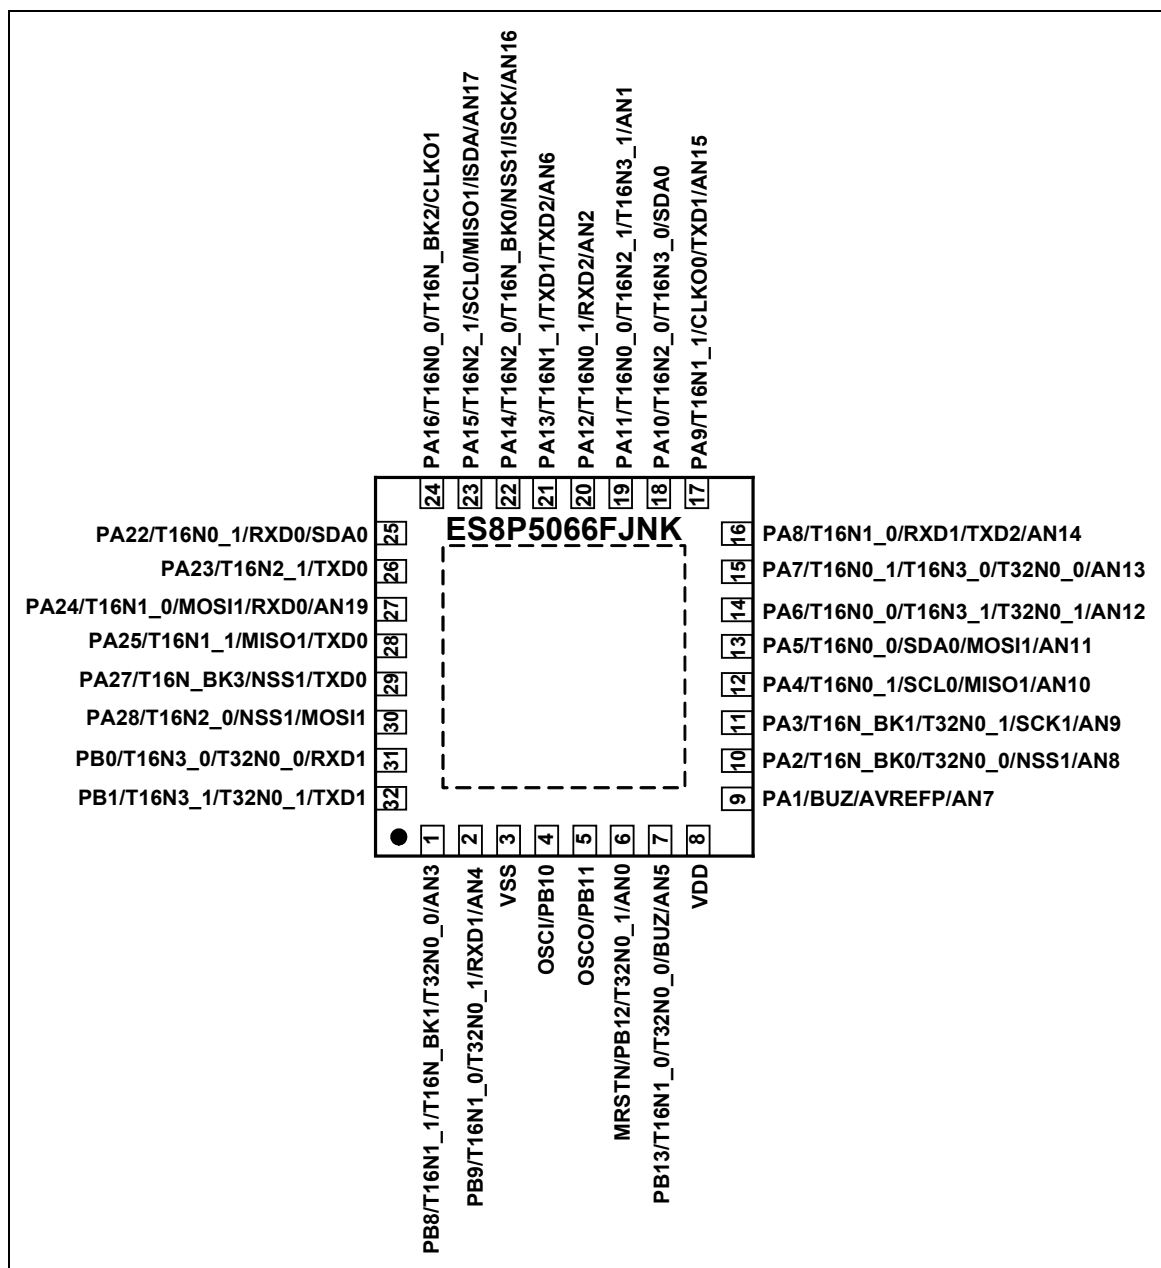 PA16/T16N0_0/T16N_BK2/CLKO1
PA15/T16N2_1/SCL0/MISO1/ISDA/AN17
PA14/T16N2_0/T16N_BK0/NSS1/ISCK/AN16
PA13/T16N1_1/TXD1/TXD2/AN6
PA12/T16N0_1/RXD2/AN2
PA11/T16N0_0/T16N2_1/T16N3_1/AN1
PA10/T16N2_0/T16N3_0/SDA0
PA9/T16N1_1/CLKO0/TXD1/AN15
24
23
22
21
20
19
18
17
ES8P5066FJNK
PA22/T16N0_1/RXD0/SDA0
25
PA23/T16N2_1/TXD0
26
PA24/T16N1_0/MOSI1/RXD0/AN19
27
PA25/T16N1_1/MISO1/TXD0
28
PA27/T16N_BK3/NSS1/TXD0
29
PA28/T16N2_0/NSS1/MOSI1
30
PB0/T16N3_0/T32N0_0/RXD1
31
PB1/T16N3_1/T32N0_1/TXD1
32
16
PA8/T16N1_0/RXD1/TXD2/AN14
15
PA7/T16N0_1/T16N3_0/T32N0_0/AN13
14
PA6/T16N0_0/T16N3_1/T32N0_1/AN12
13
PA5/T16N0_0/SDA0/MOSI1/AN11
12
PA4/T16N0_1/SCL0/MISO1/AN10
11
PA3/T16N_BK1/T32N0_1/SCK1/AN9
10
PA2/T16N_BK0/T32N0_0/NSS1/AN8
9
PA1/BUZ/AVREFP/AN7
1
2
3
4
5
6
7
8
PB8/T16N1_1/T16N_BK1/T32N0_0/AN3
PB9/T16N1_0/T32N0_1/RXD1/AN4
VSS
OSCI/PB10
OSCO/PB11
MRSTN/PB12/T32N0_1/AN0
PB13/T16N1_0/T32N0_0/BUZ/AN5
VDD